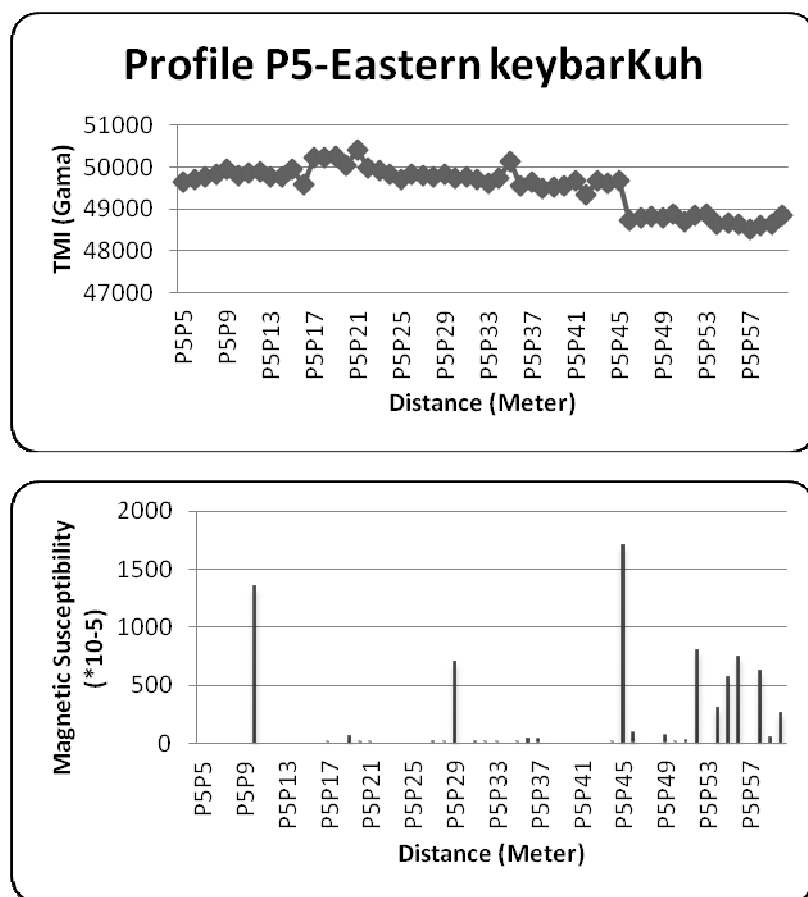 Profile P5-Eastern keybarKuh
TMI (Gama)
51000
50000
49000
48000
47000
P5P5
P5P9
P5P13
P5P17
P5P21
P5P25
P5P29
P5P33
P5P37
P5P41
P5P45
P5P49
P5P53
P5P57
Distance (Meter)
Magnetic Susceptibility
(*10-5)
2000
1500
1000
500
0
P5P5
P5P9
P5P13
P5P17
P5P21
P5P25
P5P29
P5P33
P5P37
P5P41
P5P45
P5P49
P5P53
P5P57
Distance (Meter)